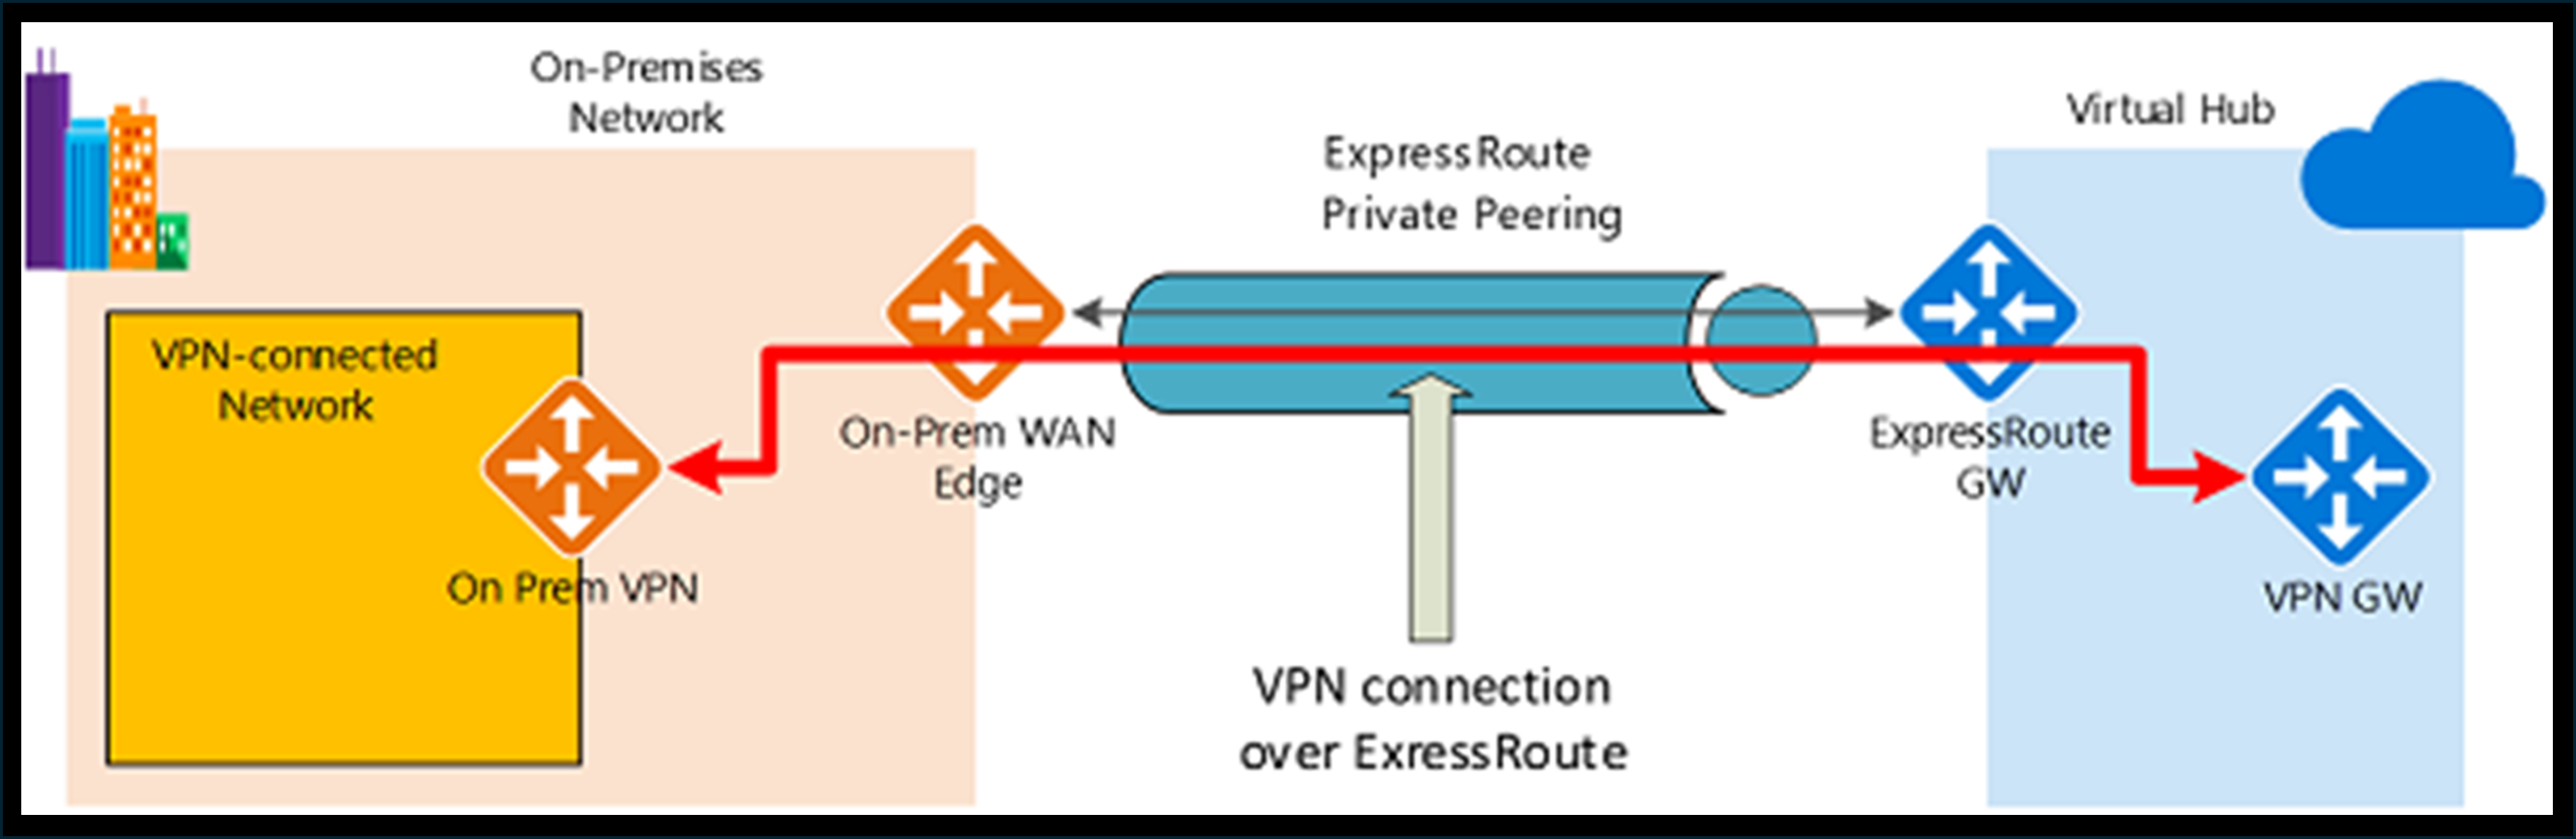 On-Premises
Network
Virtual Hub
ExpressRoute
Private Peering
VPN-connected
Network
On-Prem WAN
Edge
ExpressRoute
GW
On Prem VPN
VPN GW
VPN connection
over ExressRoute